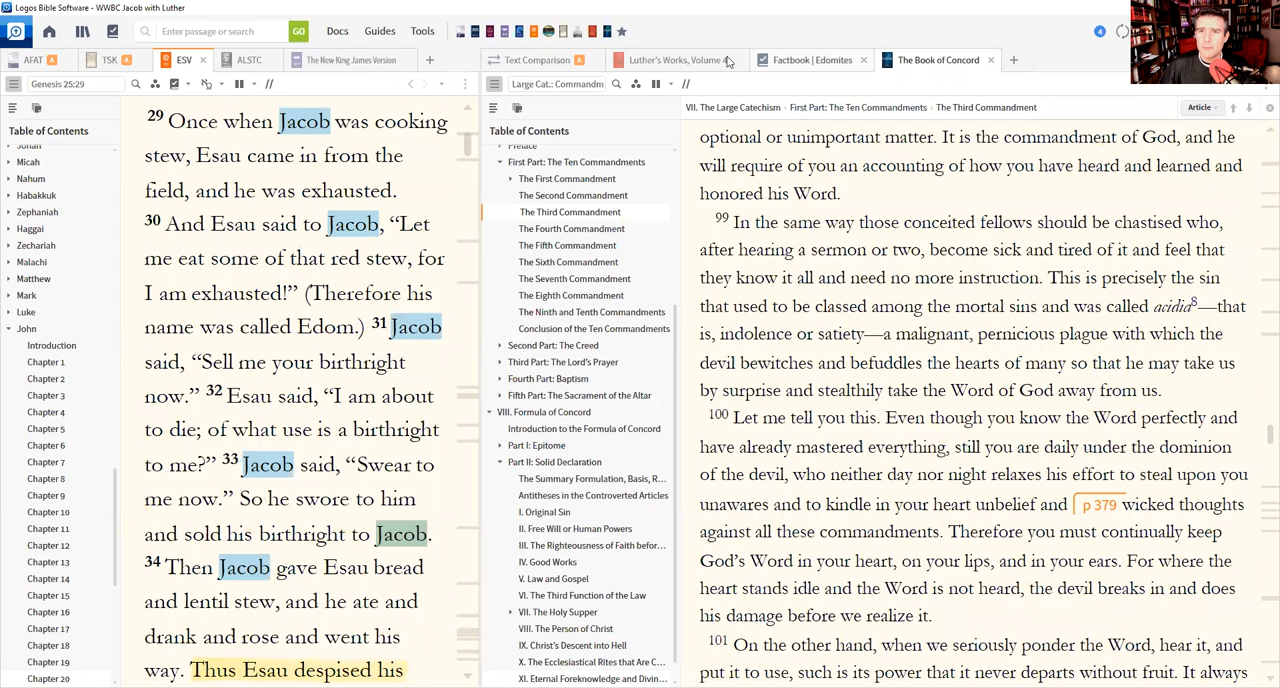 Logos Bible Software - WWBC Jacob with Luther
Enter passage or search
GO
Docs
Guides
Tools
4
AFAT A
TSK A
ESV
ALSTC
The New King James Version
Text Comparison A
Luther's Works, Volume 4
Factbook | Edomites
The Book of Concord
Genesis 25:29
Large Cat.: Commandm
Table of Contents
Jonah
Micah
Nahum
Habakkuk
Zephaniah
Haggai
Zechariah
Malachi
Matthew
Mark
Luke
John
Introduction
Chapter 1
Chapter 2
Chapter 3
Chapter 4
Chapter 5
Chapter 6
Chapter 7
Chapter 8
Chapter 9
Chapter 10
Chapter 11
Chapter 12
Chapter 13
Chapter 14
Chapter 15
Chapter 16
Chapter 17
Chapter 18
Chapter 19
Chapter 20
29 Once when Jacob was cooking
stew, Esau came in from the
field, and he was exhausted.
30 And Esau said to Jacob, “Let
me eat some of that red stew, for
I am exhausted!” (Therefore his
name was called Edom.) 31 Jacob
said, “Sell me your birthright
now.” 32 Esau said, “I am about
to die; of what use is a birthright
to me?” 33 Jacob said, “Swear to
me now.” So he swore to him
and sold his birthright to Jacob.
34 Then Jacob gave Esau bread
and lentil stew, and he ate and
drank and rose and went his
way. Thus Esau despised his
Table of Contents
Preface
First Part: The Ten Commandments
The First Commandment
The Second Commandment
The Third Commandment
The Fourth Commandment
The Fifth Commandment
The Sixth Commandment
The Seventh Commandment
The Eighth Commandment
The Ninth and Tenth Commandments
Conclusion of the Ten Commandments
Second Part: The Creed
Third Part: The Lord's Prayer
Fourth Part: Baptism
Fifth Part: The Sacrament of the Altar
VIII. Formula of Concord
Introduction to the Formula of Concord
Part I: Epitome
Part II: Solid Declaration
The Summary Formulation, Basis, R...
Antitheses in the Controverted Articles
I. Original Sin
II. Free Will or Human Powers
III. The Righteousness of Faith befor...
IV. Good Works
V. Law and Gospel
VI. The Third Function of the Law
VII. The Holy Supper
VIII. The Person of Christ
IX. Christ's Descent into Hell
X. The Ecclesiastical Rites that Are C...
XI. Eternal Foreknowledge and Divin...
VII. The Large Catechism › First Part: The Ten Commandments › The Third Commandment
Article
optional or unimportant matter. It is the commandment of God, and he
will require of you an accounting of how you have heard and learned and
honored his Word.
99 In the same way those conceited fellows should be chastised who,
after hearing a sermon or two, become sick and tired of it and feel that
they know it all and need no more instruction. This is precisely the sin
that used to be classed among the mortal sins and was called acidia8—that
is, indolence or satiety—a malignant, pernicious plague with which the
devil bewitches and befuddles the hearts of many so that he may take us
by surprise and stealthily take the Word of God away from us.
100 Let me tell you this. Even though you know the Word perfectly and
have already mastered everything, still you are daily under the dominion
of the devil, who neither day nor night relaxes his effort to steal upon you
unawares and to kindle in your heart unbelief and p 379 wicked thoughts
against all these commandments. Therefore you must continually keep
God’s Word in your heart, on your lips, and in your ears. For where the
heart stands idle and the Word is not heard, the devil breaks in and does
his damage before we realize it.
101 On the other hand, when we seriously ponder the Word, hear it, and
put it to use, such is its power that it never departs without fruit. It always